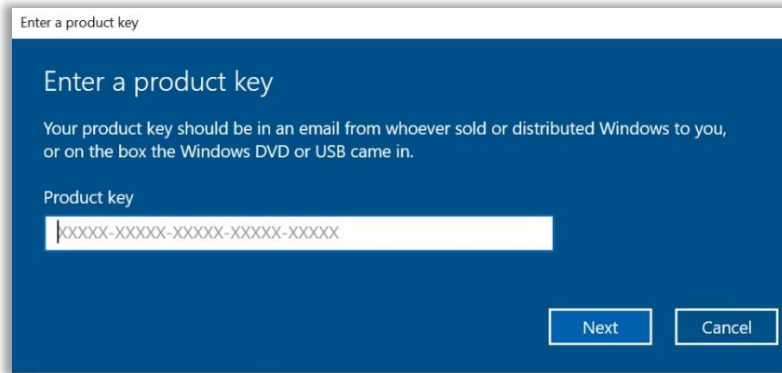 Enter a product key
Enter a product key
Your product key should be in an email from whoever sold or distributed Windows to you,
or on the box the Windows DVD or USB came in.
Product key
XXXXX-XXXXX-XXXXX-XXXXX-XXXXX
Next Cancel